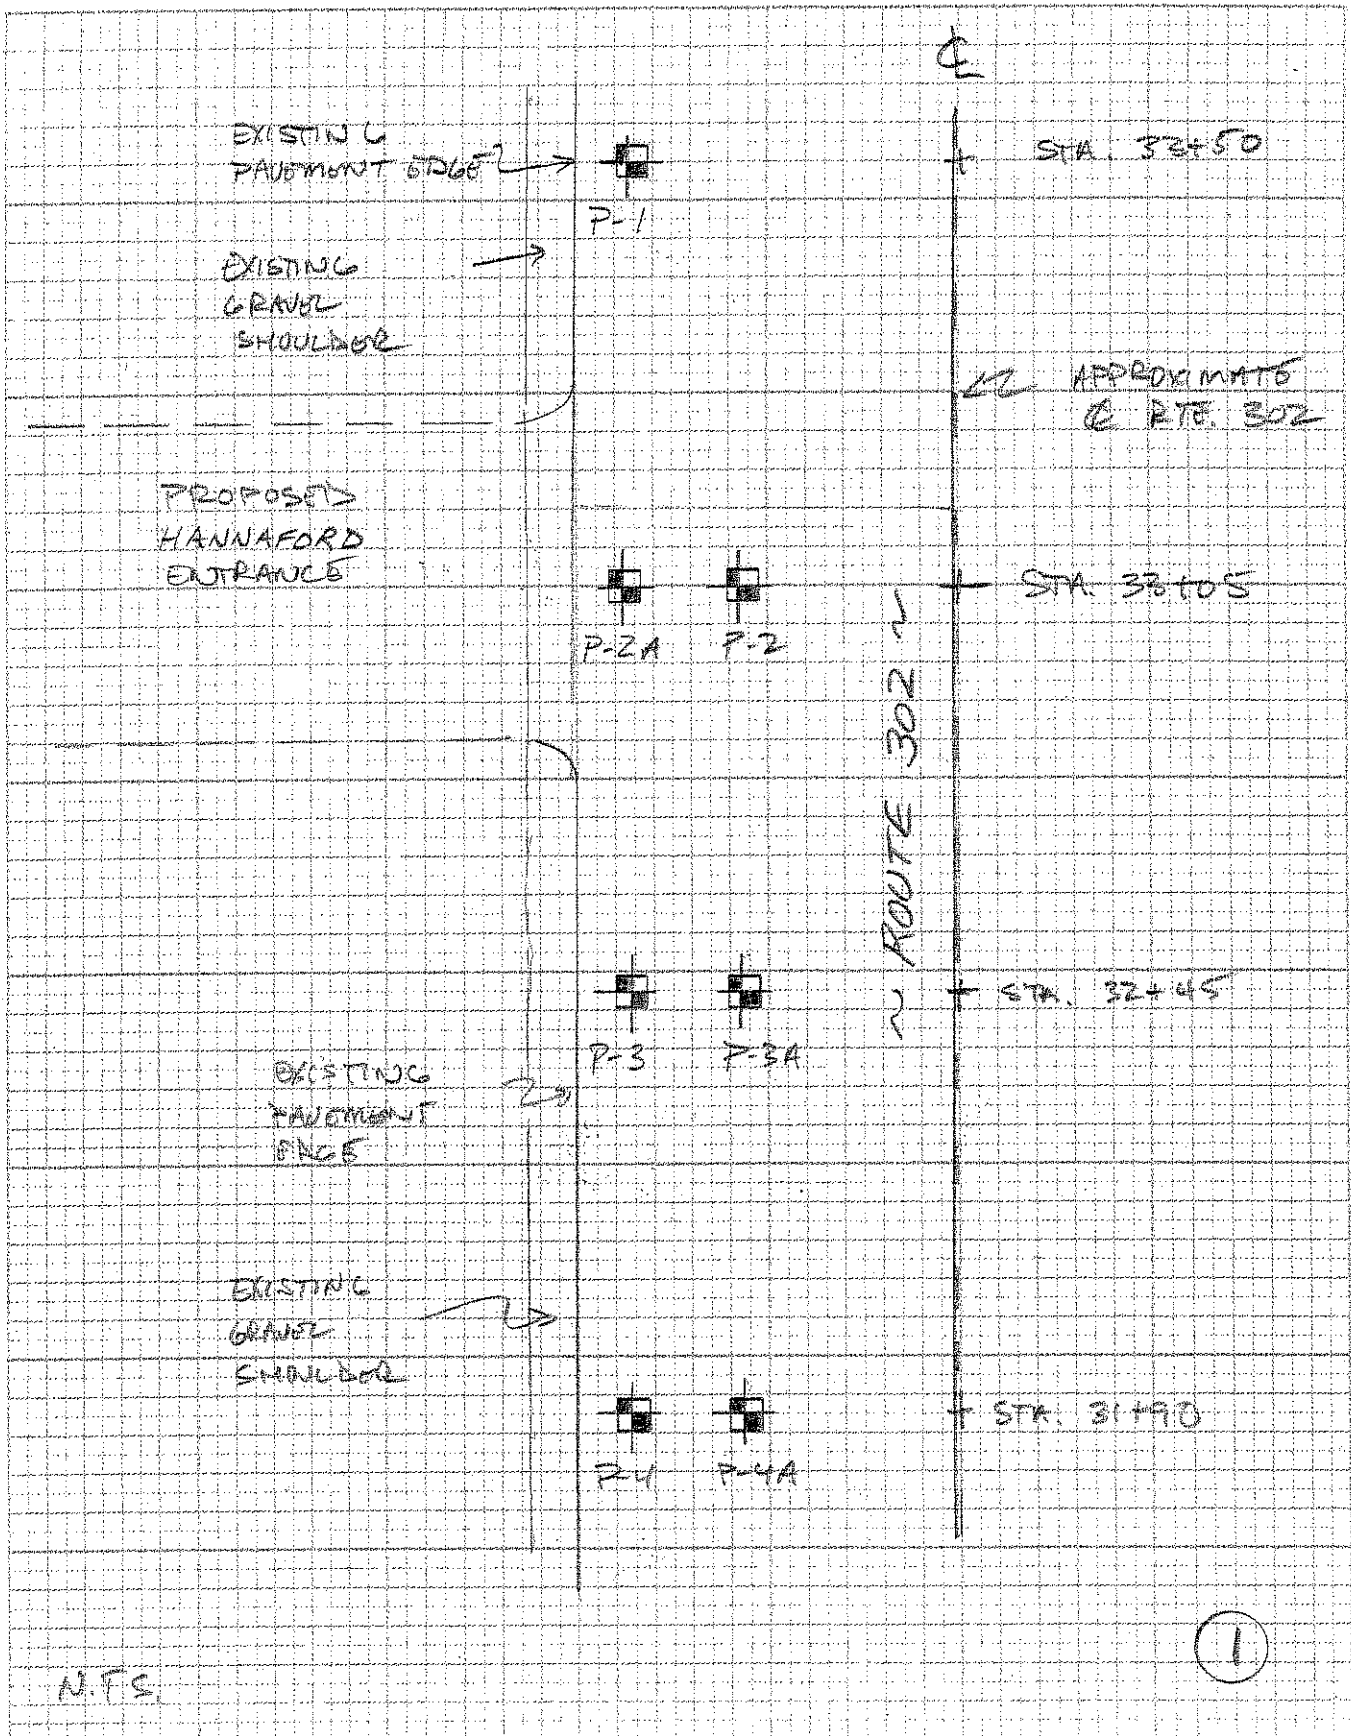 ℄
EXISTING
PAVEMENT EDGE
STA. 33+50
P-1
EXISTING
GRAVEL
SHOULDER
APPROXIMATE
℄ RTE. 302
PROPOSED
HANNAFORD
ENTRANCE
STA. 33+05
P-2A
P-2
~ ROUTE 302 ~
STA. 32+45
P-3
P-3A
EXISTING
PAVEMENT
EDGE
EXISTING
GRAVEL
SHOULDER
STA. 31+90
P-4
P-4A
1
N.T.S.